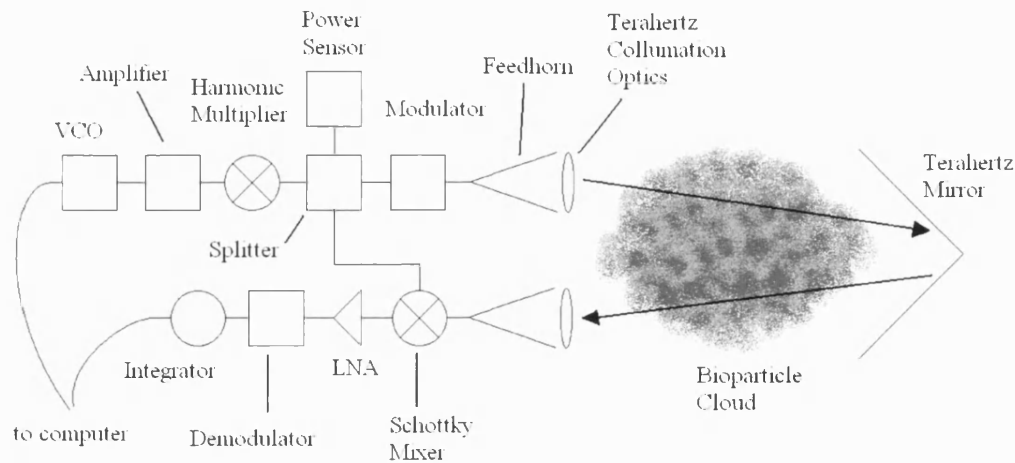 Power
Sensor
Terahertz
Collumation
Optics
Feedhorn
Amplifier
Harmonic
Multiplier
Modulator
VCO
Terahertz
Mirror
Splitter
Integrator
LNA
Bioparticle
Cloud
to computer
Demodulator
Schottky
Mixer